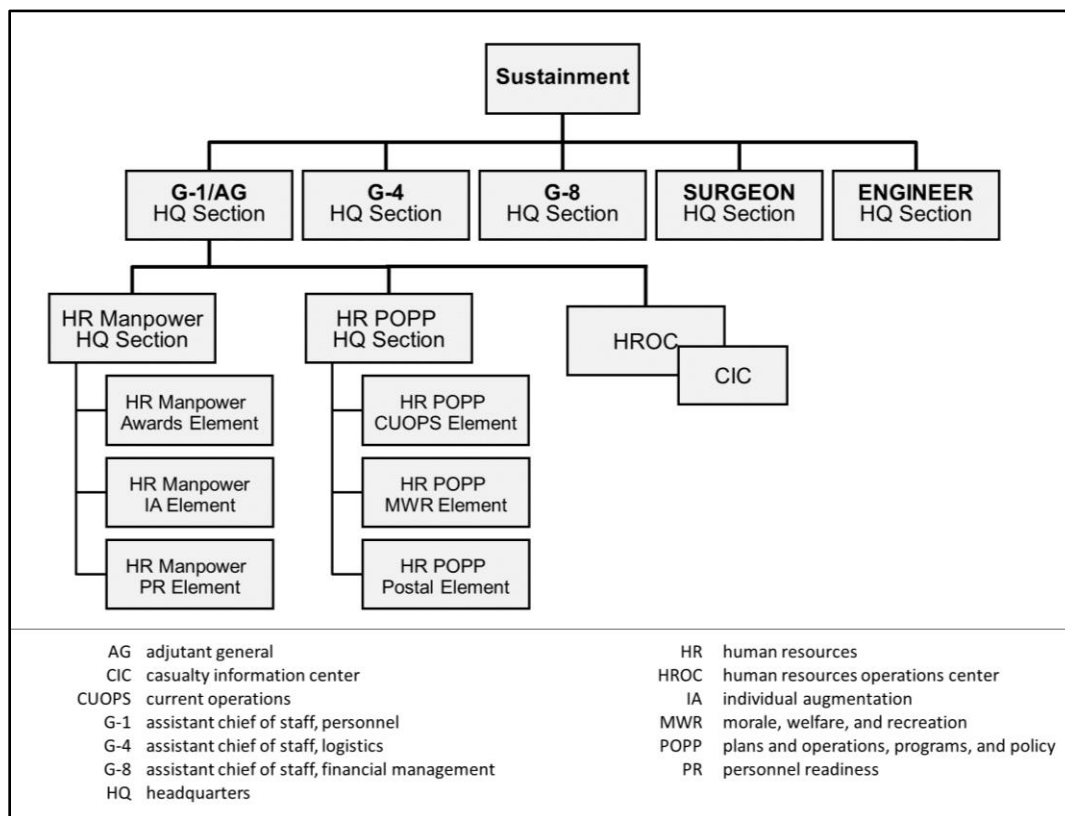 Sustainment
G-1/AG
HQ Section
G-4
HQ Section
G-8
HQ Section
SURGEON
HQ Section
ENGINEER
HQ Section
HR Manpower
HQ Section
HR POPP
HQ Section
HROC
CIC
HR Manpower
Awards Element
HR Manpower
IA Element
HR Manpower
PR Element
HR POPP
CUOPS Element
HR POPP
MWR Element
HR POPP
Postal Element
AG adjutant general
CIC casualty information center
CUOPS current operations
G-1 assistant chief of staff, personnel
G-4 assistant chief of staff, logistics
G-8 assistant chief of staff, financial management
HQ headquarters
HR human resources
HROC human resources operations center
IA individual augmentation
MWR morale, welfare, and recreation
POPP plans and operations, programs, and policy
PR personnel readiness